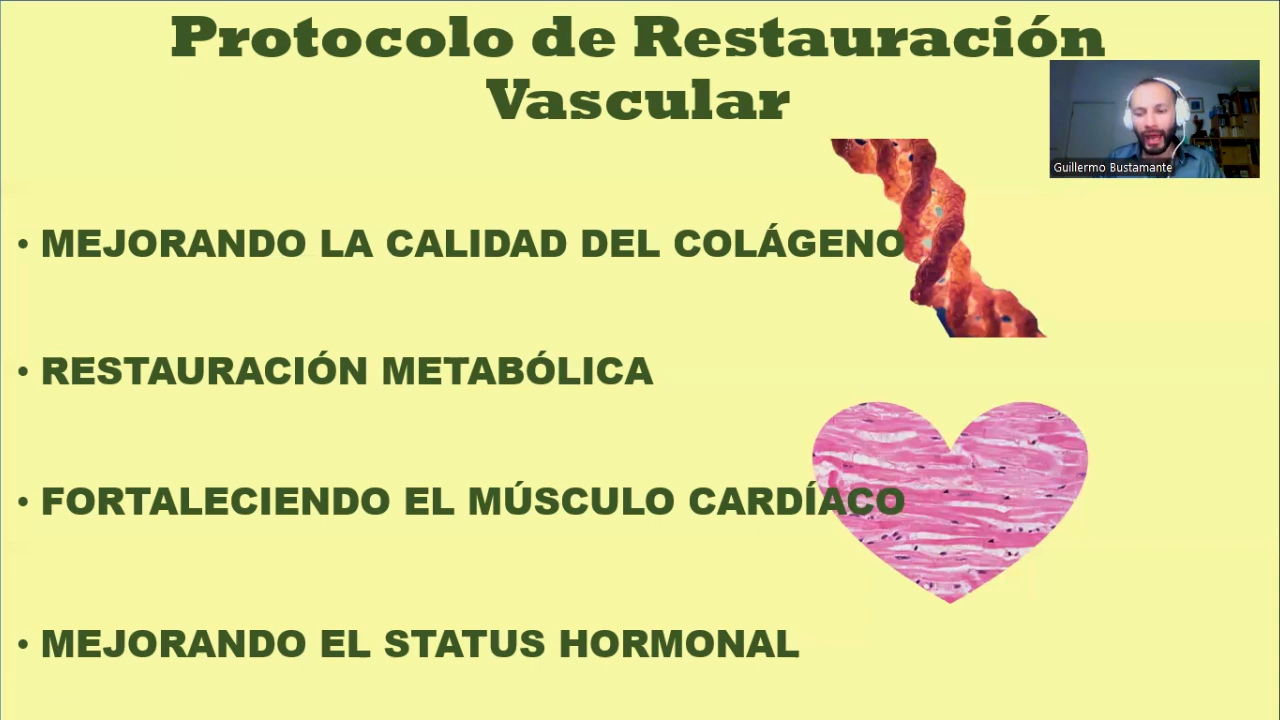 Protocolo de Restauración
Vascular
Guillermo Bustamante
• MEJORANDO LA CALIDAD DEL COLÁGENO
• RESTAURACIÓN METABÓLICA
• FORTALECIENDO EL MÚSCULO CARDÍACO
• MEJORANDO EL STATUS HORMONAL